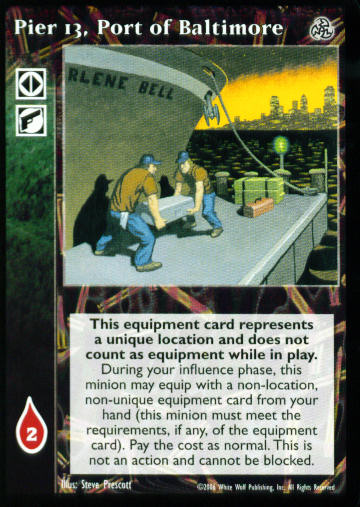 Pier 13, Port of Baltimore
RLENE BELL
This equipment card represents
a unique location and does not
count as equipment while in play.
During your influence phase, this
minion may equip with a non-location,
non-unique equipment card from your
hand (this minion must meet the
requirements, if any, of the equipment
card). Pay the cost as normal. This is
not an action and cannot be blocked.
2
Illus: Steve Prescott
©2006 White Wolf Publishing, Inc. All Rights Reserved